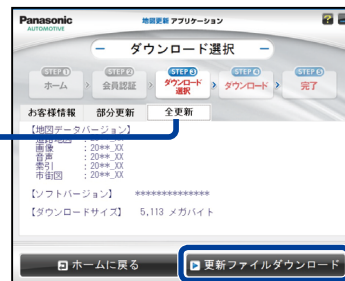 Panasonic
AUTOMOTIVE
地図更新 アプリケーション
?
ダウンロード選択
STEP①
ホーム
STEP②
会員認証
STEP③
ダウンロード
選択
STEP④
ダウンロード
STEP⑤
完了
お客様情報
部分更新
全更新
【地図データバージョン】
道路地図 : 20**_XX
画像 : 20**_XX
音声 : 20**_XX
索引 : 20**_XX
市街図 : 20**_XX
【ソフトバージョン】 **************
【ダウンロードサイズ】 5,113 メガバイト
ホームに戻る
更新ファイルダウンロード